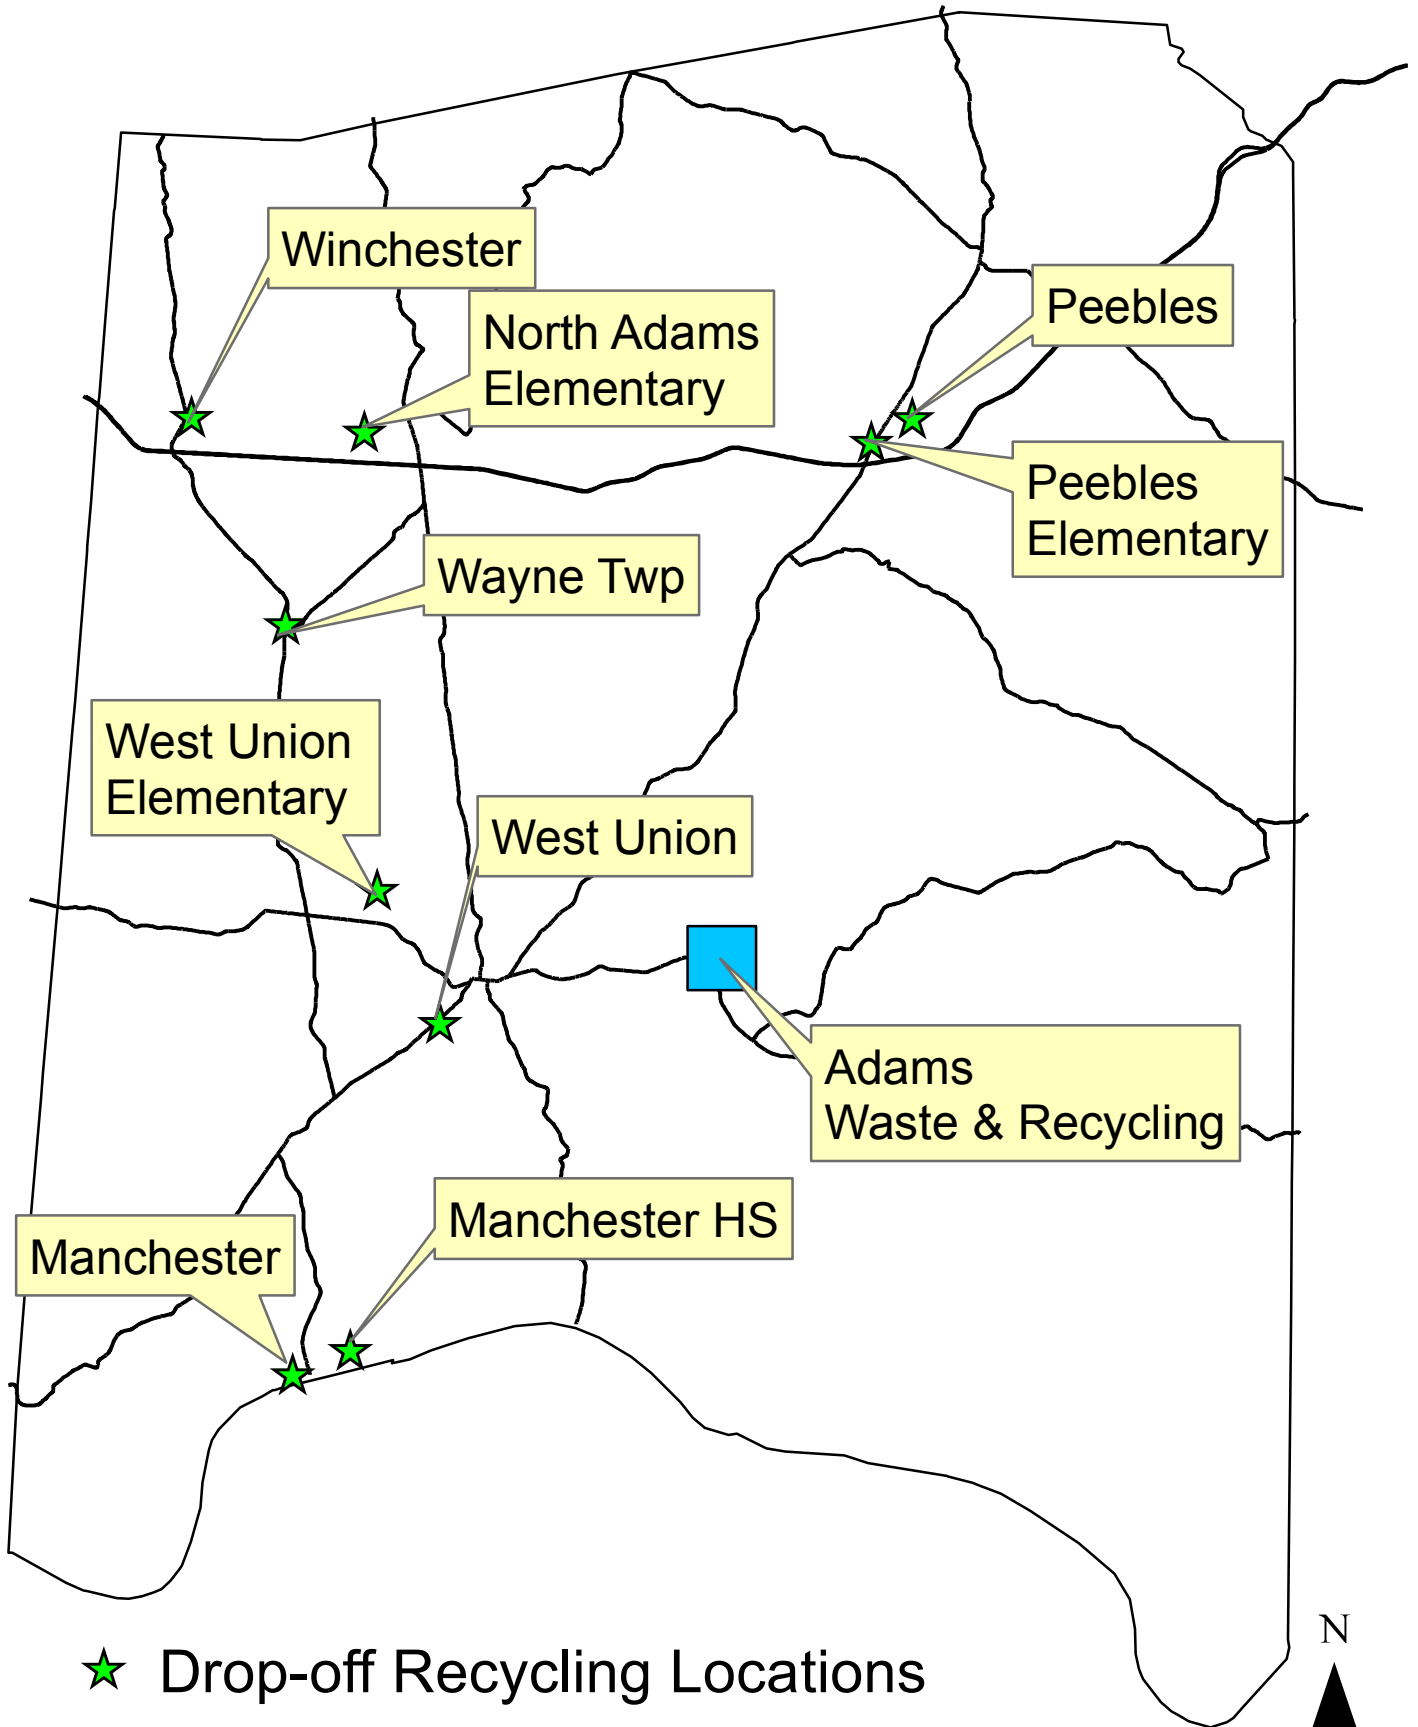 Winchester
North Adams
Elementary
Peebles
Peebles
Elementary
Wayne Twp
West Union
Elementary
West Union
Adams
Waste & Recycling
Manchester HS
Manchester
N
Drop-off Recycling Locations